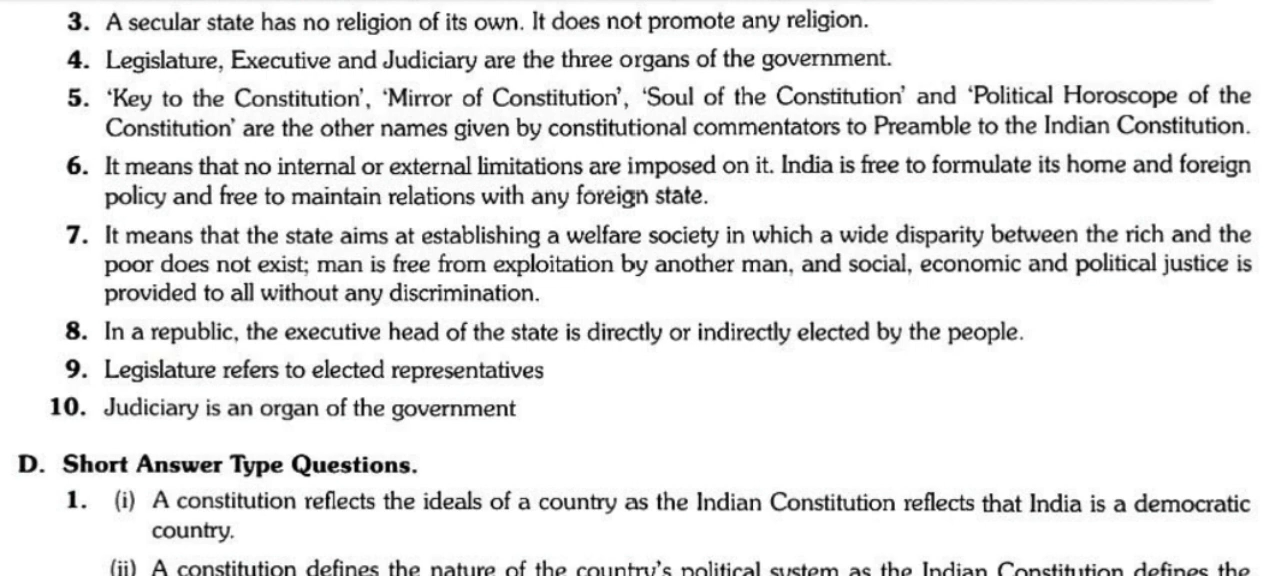 3. A secular state has no religion of its own. It does not promote any religion.
4. Legislature, Executive and Judiciary are the three organs of the government.
5. ‘Key to the Constitution’, ‘Mirror of Constitution’, ‘Soul of the Constitution’ and ‘Political Horoscope of the
Constitution’ are the other names given by constitutional commentators to Preamble to the Indian Constitution.
6. It means that no internal or external limitations are imposed on it. India is free to formulate its home and foreign
policy and free to maintain relations with any foreign state.
7. It means that the state aims at establishing a welfare society in which a wide disparity between the rich and the
poor does not exist; man is free from exploitation by another man, and social, economic and political justice is
provided to all without any discrimination.
8. In a republic, the executive head of the state is directly or indirectly elected by the people.
9. Legislature refers to elected representatives
10. Judiciary is an organ of the government
D. Short Answer Type Questions.
1. (i) A constitution reflects the ideals of a country as the Indian Constitution reflects that India is a democratic
country.
(ii) A constitution defines the nature of the country’s political system as the Indian Constitution defines the